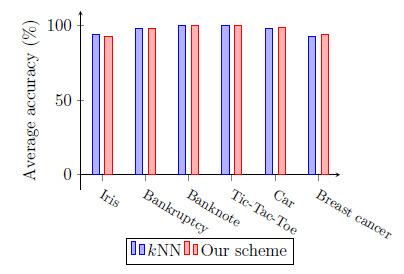 Average accuracy (%)
100
50
0
Iris
Bankruptcy
Banknote
Tic-Tac-Toe
Car
Breast cancer
kNN
Our scheme